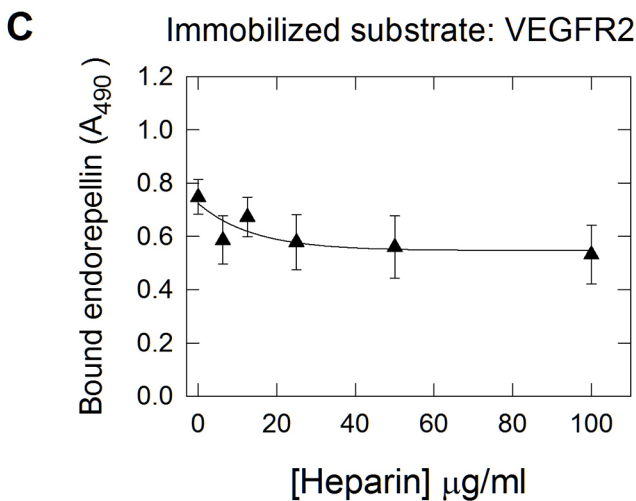 C
Immobilized substrate: VEGFR2
Bound endorepellin (A490)
1.2
1.0
0.8
0.6
0.4
0.2
0.0
0 20 40 60 80 100
[Heparin] μg/ml